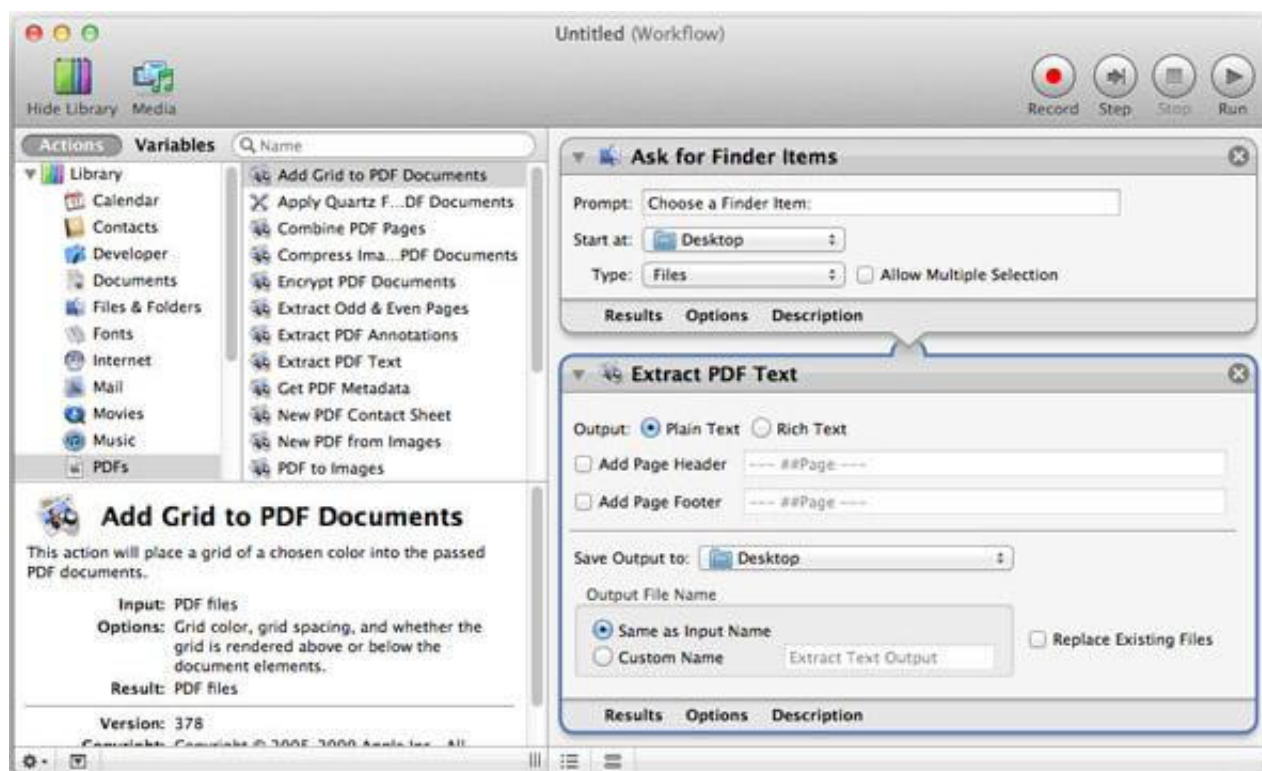 Untitled (Workflow)
Hide Library Media
Record Step Stop Run
Actions Variables Name
Library
Calendar
Contacts
Developer
Documents
Files & Folders
Fonts
Internet
Mail
Movies
Music
PDFs
Add Grid to PDF Documents
Apply Quartz F...DF Documents
Combine PDF Pages
Compress Ima...PDF Documents
Encrypt PDF Documents
Extract Odd & Even Pages
Extract PDF Annotations
Extract PDF Text
Get PDF Metadata
New PDF Contact Sheet
New PDF from Images
PDF to Images
Add Grid to PDF Documents
This action will place a grid of a chosen color into the passed
PDF documents.
Input: PDF files
Options: Grid color, grid spacing, and whether the
grid is rendered above or below the
document elements.
Result: PDF files
Version: 378
Copyright: Copyright © 2005-2009 Apple Inc. All
Ask for Finder Items
Prompt: Choose a Finder Item:
Start at: Desktop
Type: Files Allow Multiple Selection
Results Options Description
Extract PDF Text
Output: Plain Text Rich Text
Add Page Header --- ##Page ---
Add Page Footer --- ##Page ---
Save Output to: Desktop
Output File Name
Same as Input Name
Custom Name Extract Text Output
Replace Existing Files
Results Options Description